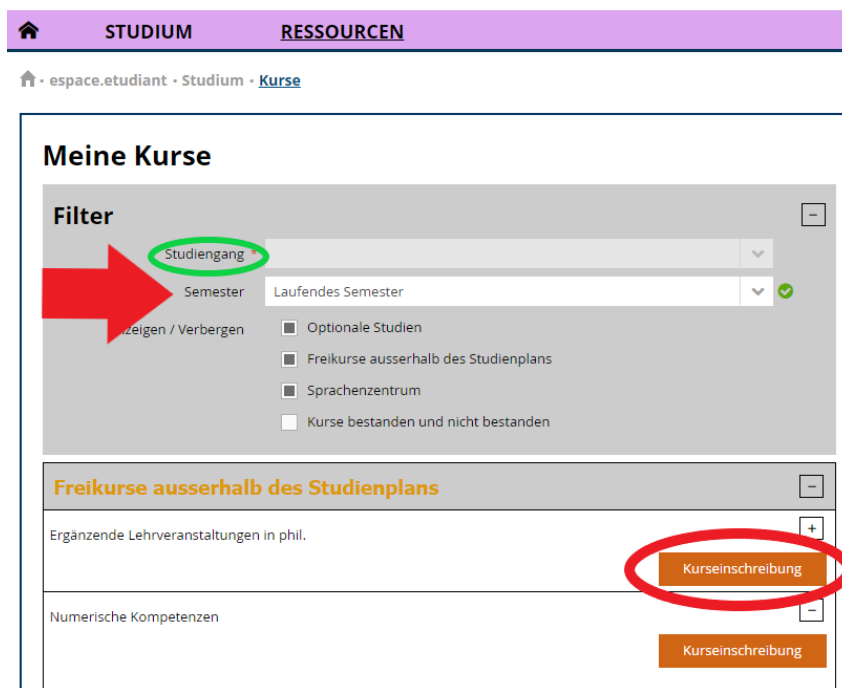 STUDIUM RESSOURCEN
espace.etudiant · Studium · Kurse
Meine Kurse
Filter
Studiengang *
Semester Laufendes Semester
zeigen / Verbergen Optionale Studien
Freikurse ausserhalb des Studienplans
Sprachenzentrum
Kurse bestanden und nicht bestanden
Freikurse ausserhalb des Studienplans
Ergänzende Lehrveranstaltungen in phil.
Kurseinschreibung
Numerische Kompetenzen
Kurseinschreibung